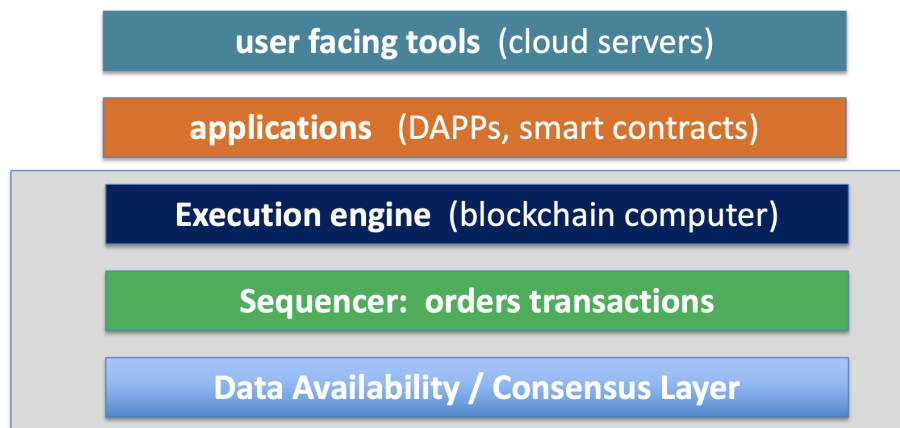 user facing tools (cloud servers)
applications (DAPPs, smart contracts)
Execution engine (blockchain computer)
Sequencer: orders transactions
Data Availability / Consensus Layer